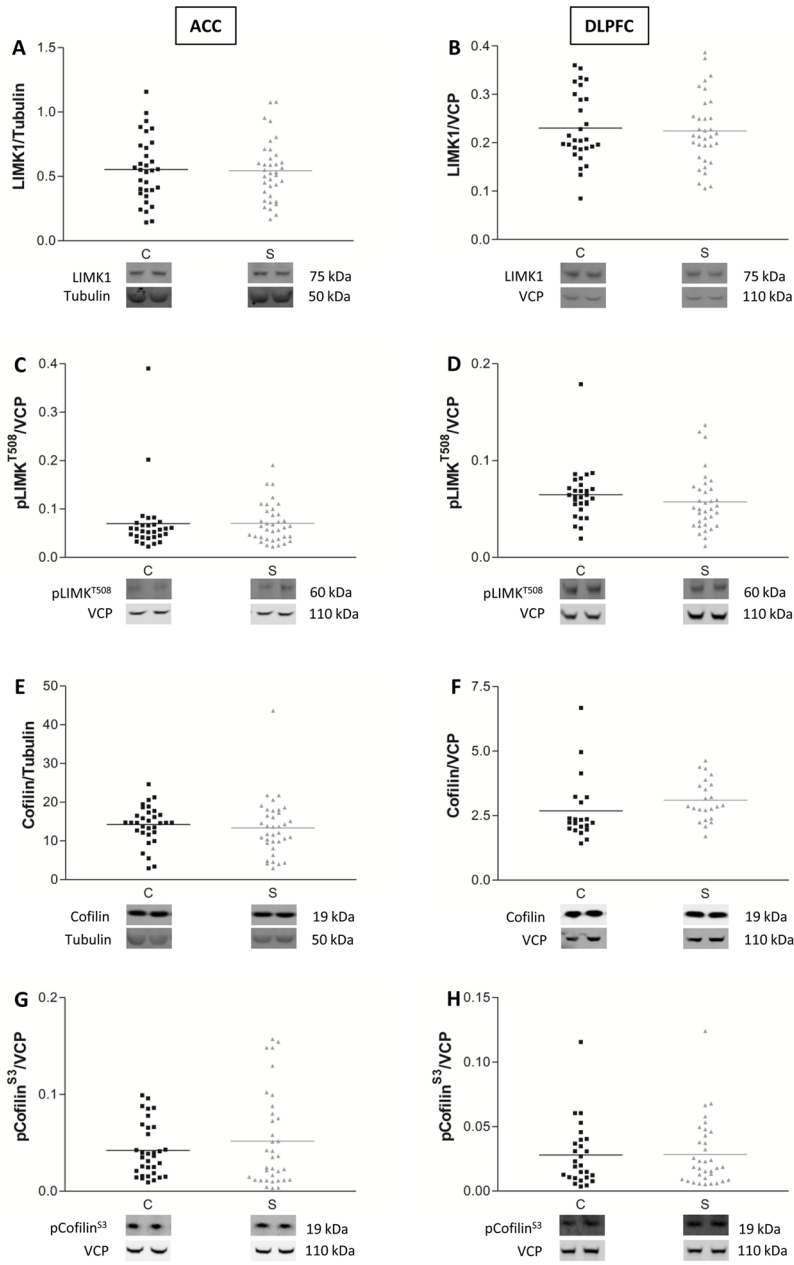 ACC
DLPFC
A
LIMK1/Tubulin
1.5
1.0
0.5
0.0
C
S
LIMK1
75 kDa
Tubulin
50 kDa
B
LIMK1/VCP
0.4
0.3
0.2
0.1
0.0
C
S
LIMK1
75 kDa
VCP
110 kDa
C
pLIMK^T508/VCP
0.4
0.3
0.2
0.1
0.0
C
S
pLIMK^T508
60 kDa
VCP
110 kDa
D
pLIMK^T508/VCP
0.2
0.1
0.0
C
S
pLIMK^T508
60 kDa
VCP
110 kDa
E
Cofilin/Tubulin
50
40
30
20
10
0
C
S
Cofilin
19 kDa
Tubulin
50 kDa
F
Cofilin/VCP
7.5
5.0
2.5
0.0
C
S
Cofilin
19 kDa
VCP
110 kDa
G
pCofilin^S3/VCP
0.2
0.1
0.0
C
S
pCofilin^S3
19 kDa
VCP
110 kDa
H
pCofilin^S3/VCP
0.15
0.10
0.05
0.00
C
S
pCofilin^S3
19 kDa
VCP
110 kDa